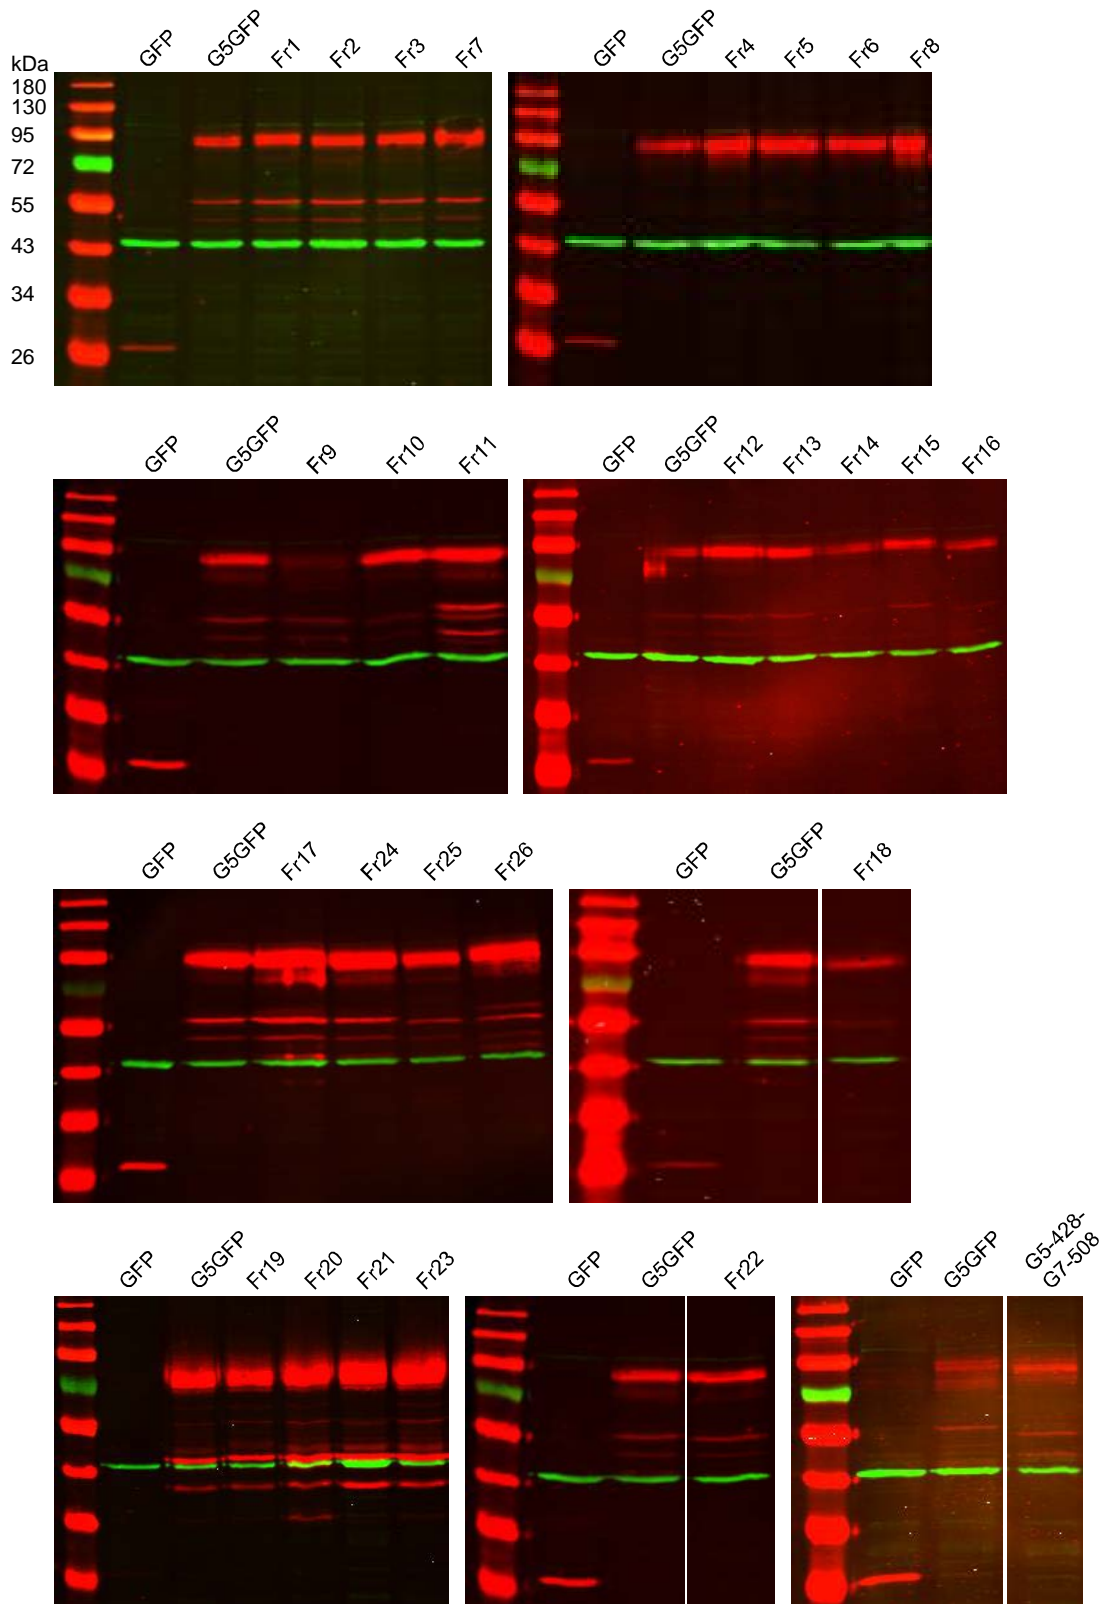 GFP G5GFP Fr1 Fr2 Fr3 Fr7 GFP G5GFP Fr4 Fr5 Fr6 Fr8
kDa
180
130
95
72
55
43
34
26
GFP G5GFP Fr9 Fr10 Fr11 GFP G5GFP Fr12 Fr13 Fr14 Fr15 Fr16
GFP G5GFP Fr17 Fr24 Fr25 Fr26 GFP G5GFP Fr18
GFP G5GFP Fr19 Fr20 Fr21 Fr23 GFP G5GFP Fr22 GFP G5GFP G5-428-
G7-508